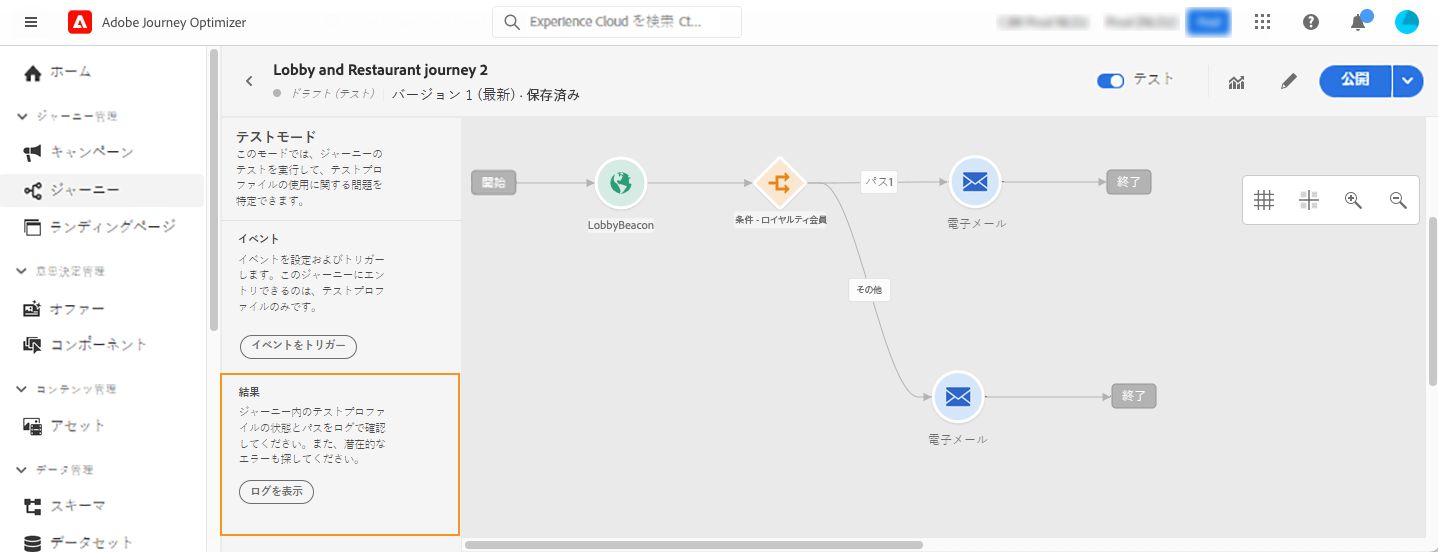 Adobe Journey Optimizer
Experience Cloud を検索 Ct...
ホーム
ジャーニー管理
キャンペーン
ジャーニー
ランディングページ
意思決定管理
オファー
コンポーネント
コンテンツ管理
アセット
データ管理
スキーマ
データセット
Lobby and Restaurant journey 2
ドラフト (テスト) バージョン 1 (最新) · 保存済み
テスト
公開
テストモード
このモードでは、ジャーニーの
テストを実行して、テストプロ
ファイルの使用に関する問題を
特定できます。
イベント
イベントを設定およびトリガー
します。このジャーニーにエン
トリできるのは、テストプロフ
ァイルのみです。
イベントをトリガー
結果
ジャーニー内のテストプロファ
イルの状態とパスをログで確認
してください。また、潜在的な
エラーも探してください。
ログを表示
開始
LobbyBeacon
条件 - ロイヤルティ会員
パス1
電子メール
終了
その他
電子メール
終了